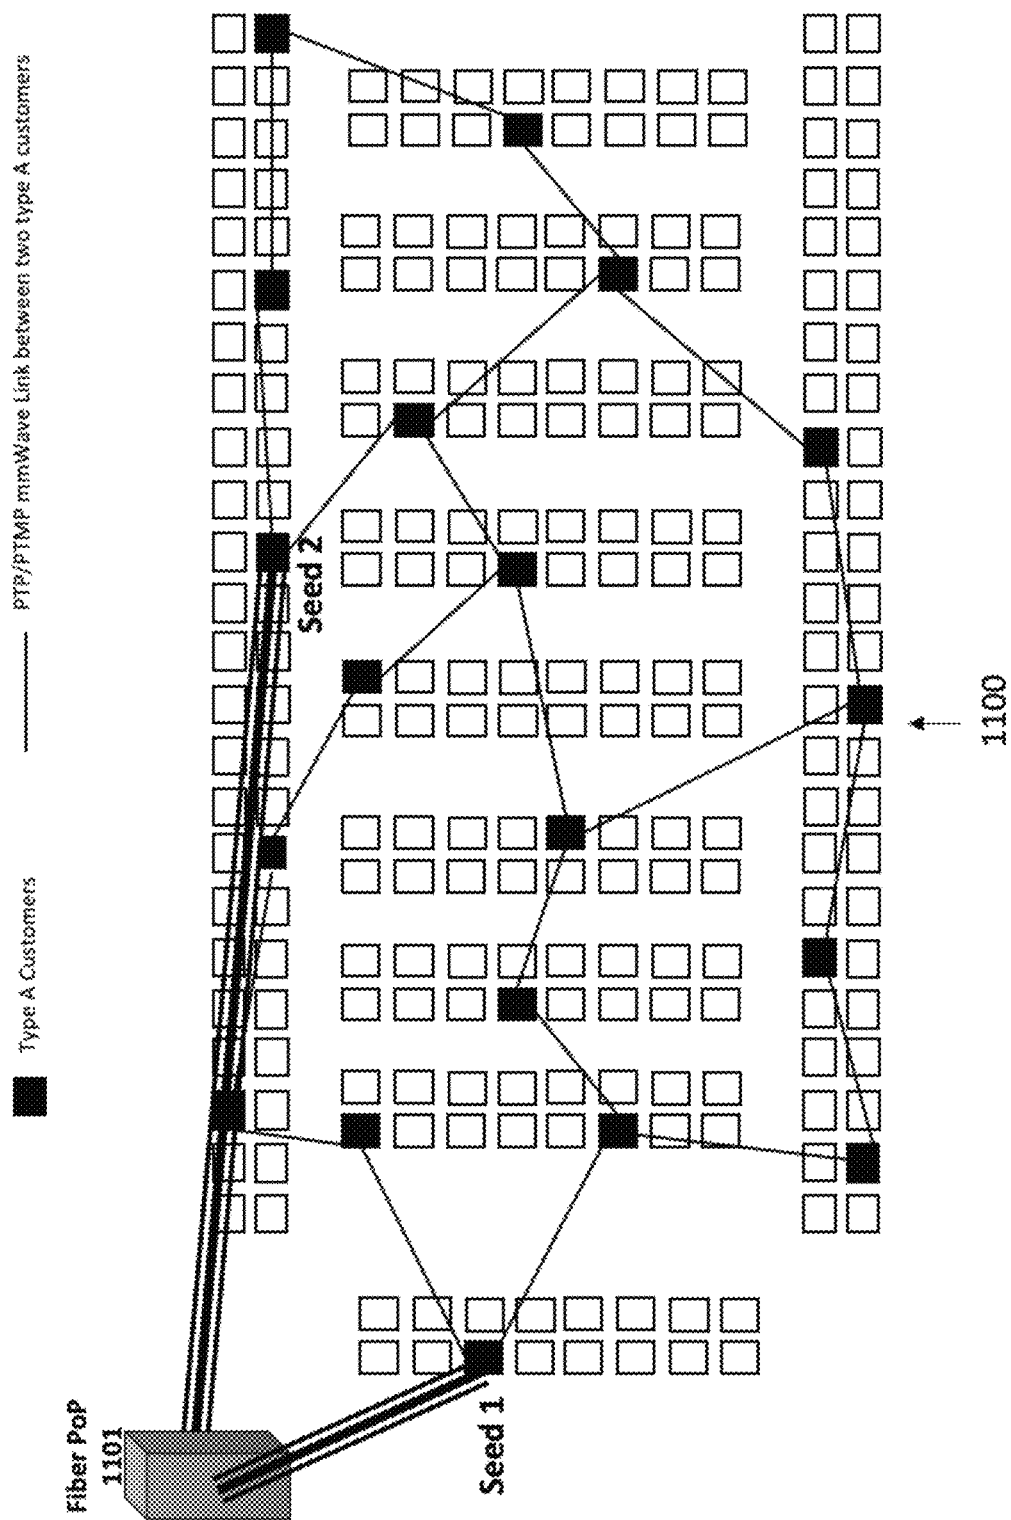 PTP/PTMP mmWave Link between two type A customers
Type A Customers
Fiber PoP
1101
Seed 2
Seed 1
1100